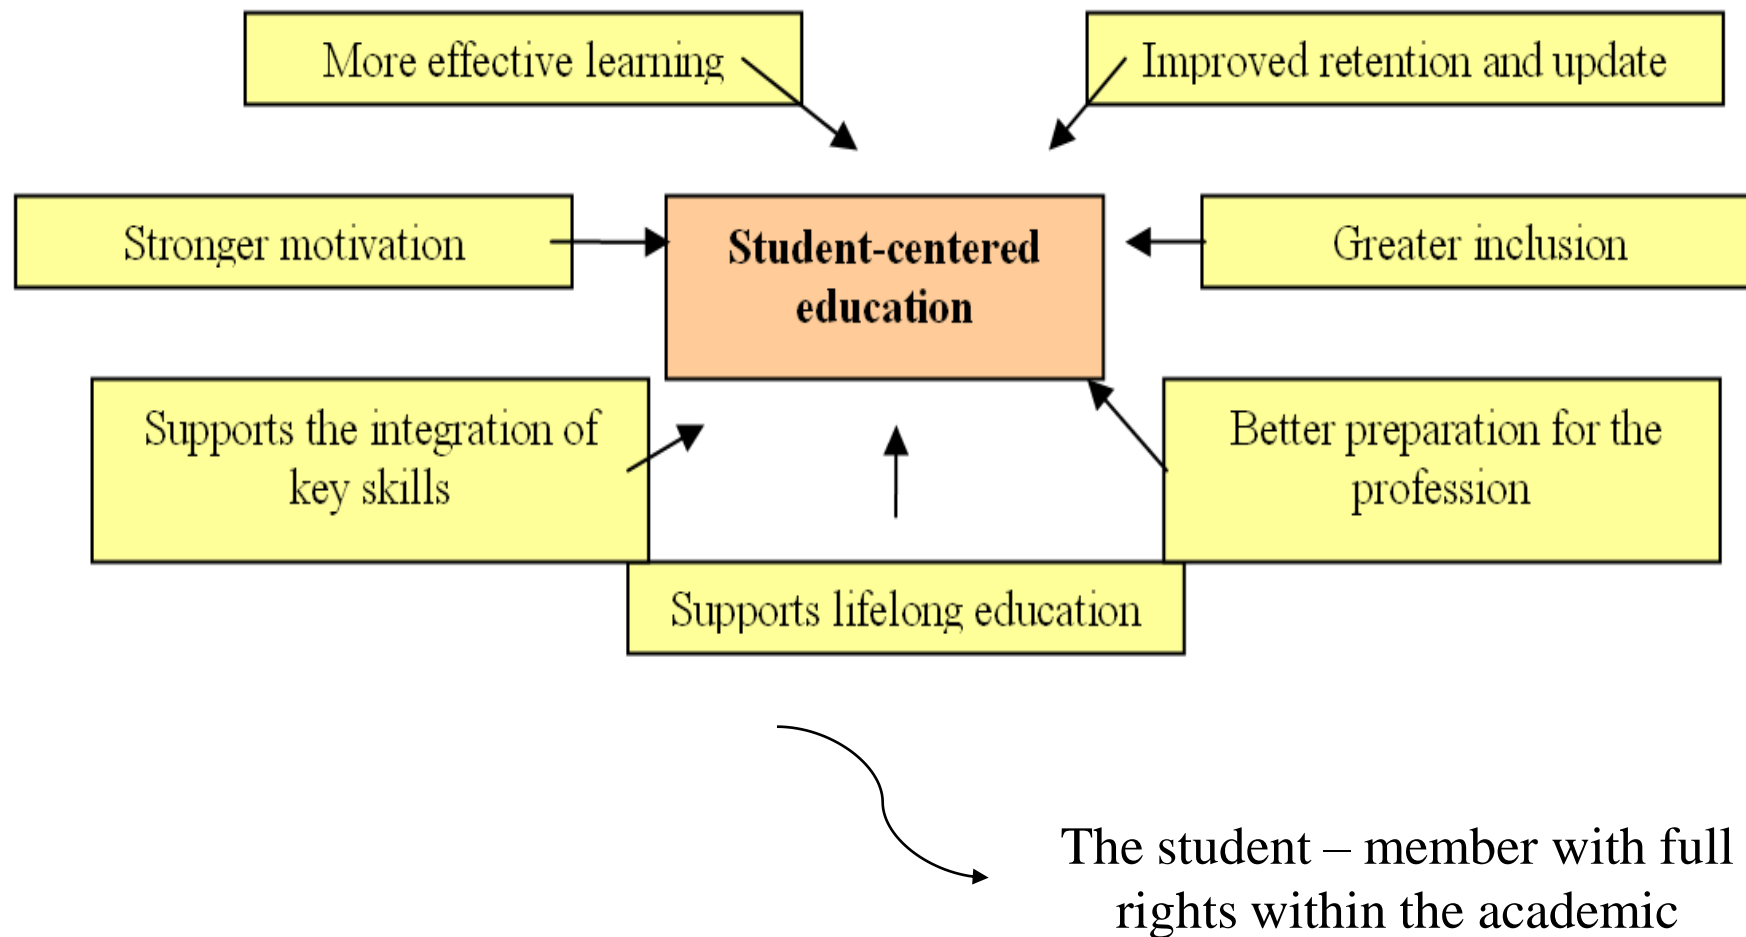 More effective learning
Improved retention and update
Stronger motivation
Student-centered
education
Greater inclusion
Supports the integration of
key skills
Better preparation for the
profession
Supports lifelong education
The student – member with full
rights within the academic